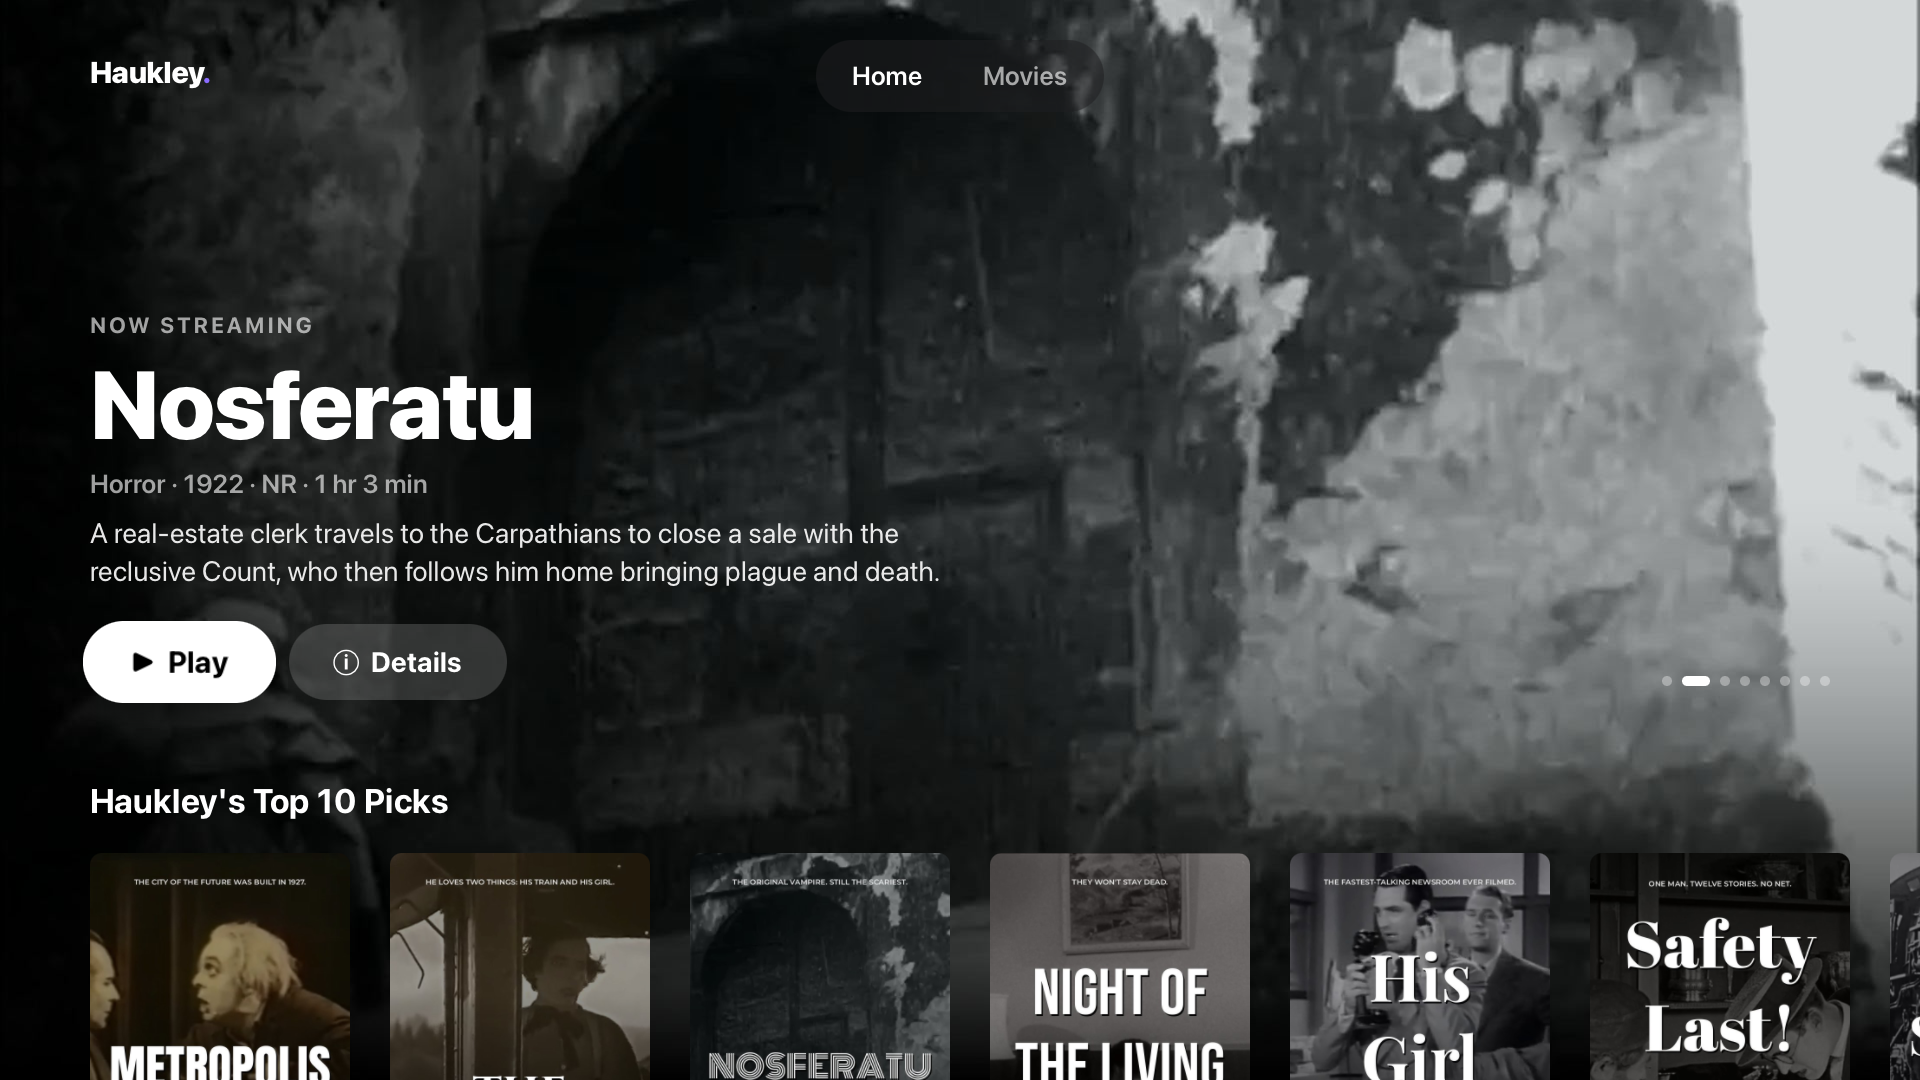 Haukley.
Home
Movies
NOW STREAMING
Nosferatu
Horror · 1922 · NR · 1 hr 3 min
A real-estate clerk travels to the Carpathians to close a sale with the
reclusive Count, who then follows him home bringing plague and death.
Play
Details
Haukley's Top 10 Picks
THE CITY OF THE FUTURE WAS BUILT IN 1927.
METROPOLIS
HE LOVES TWO THINGS: HIS TRAIN AND HIS GIRL.
THE
THE ORIGINAL VAMPIRE. STILL THE SCARIEST.
NOSFERATU
THEY WON'T STAY DEAD.
NIGHT OF
THE LIVING
THE FASTEST-TALKING NEWSROOM EVER FILMED.
His
Girl
ONE MAN, TWELVE STORIES. NO NET.
Safety
Last!